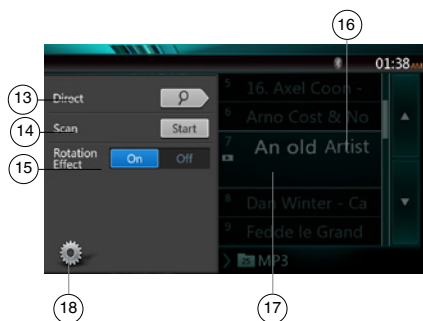 16
01:38 AM
13
Direct
5 16. Axel Coon -
14
Scan
Start
6 Arno Cost & No
15
Rotation
Effect
On
Off
7 An old Artist
8 Dan Winter - Ca
9 Fedde le Grand
MP3
18
17